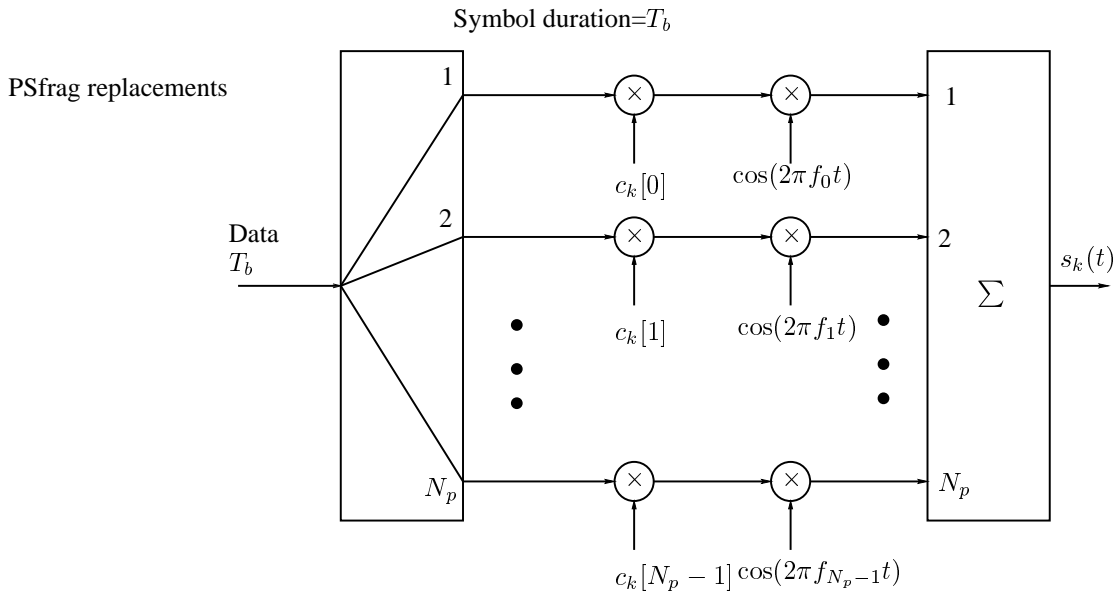 Symbol duration=T_b
PSfrag replacements
1
×
×
1
c_k[0]
cos(2πf_0t)
2
×
×
2
Data
T_b
s_k(t)
Σ
c_k[1]
cos(2πf_1t)
N_p
×
×
N_p
c_k[N_p − 1]
cos(2πf_{N_p−1}t)